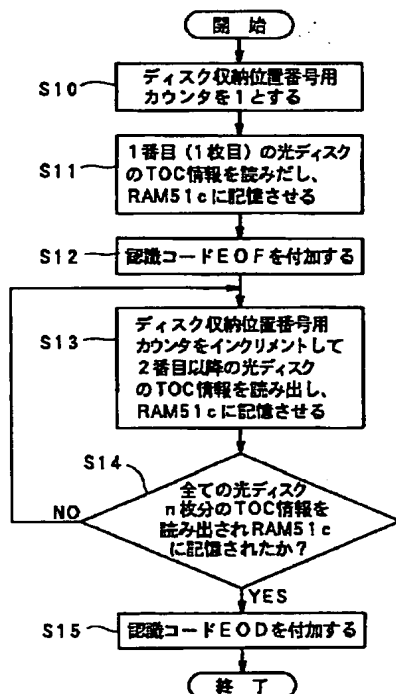 開 始
S10
ディスク収納位置番号用
カウンタを1とする
S11
1番目(1枚目)の光ディスク
のTOC情報を読みだし、
RAM51cに記憶させる
S12
認識コードEOFを付加する
S13
ディスク収納位置番号用
カウンタをインクリメントして
2番目以降の光ディスク
のTOC情報を読み出し、
RAM51cに記憶させる
S14
全ての光ディスク
n枚分のTOC情報を
読み出されRAM51c
に記憶されたか?
NO
YES
S15
認識コードEODを付加する
終 了